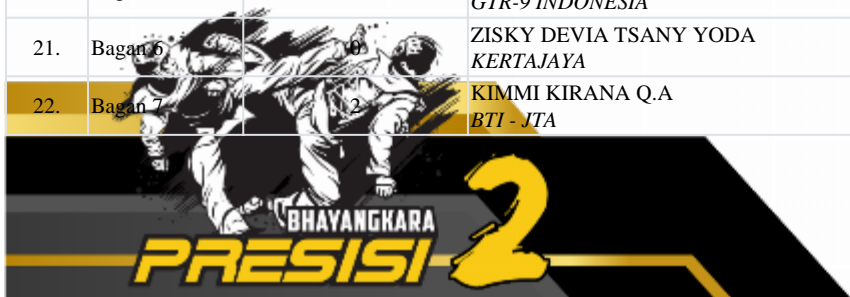 GTR-9 INDONESIA
21. Bagan 6 0 ZISKY DEVIA TSANY YODA
KERTAJAYA
22. Bagan 7 2 KIMMI KIRANA Q.A
BTI - JTA
BHAYANGKARA
PRESISI 2